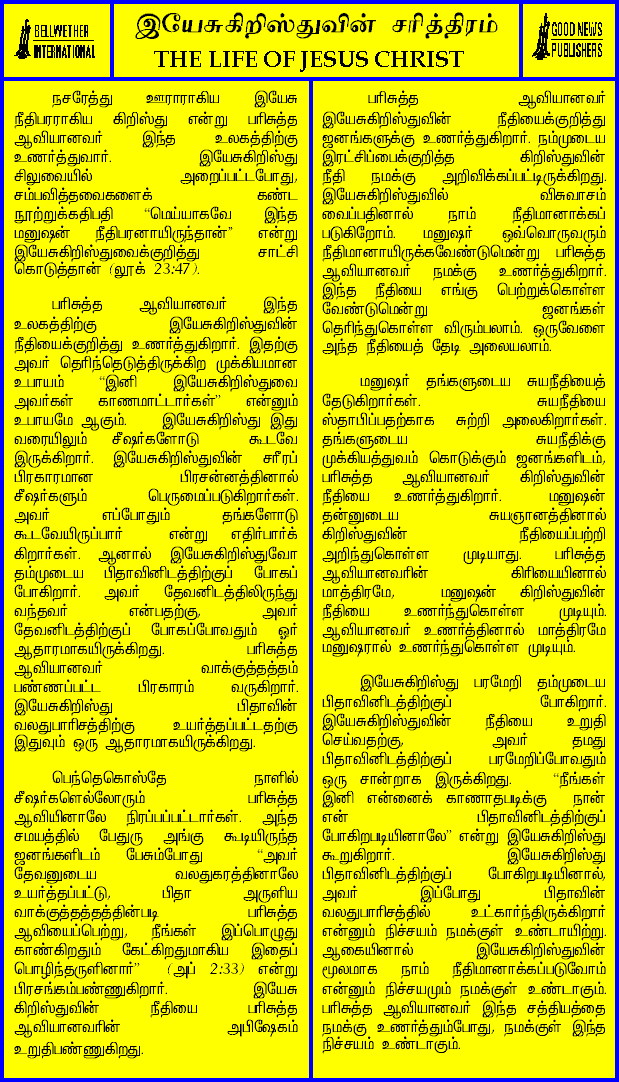 BELLWETHER
INTERNATIONAL
இயேசுகிறிஸ்துவின் சரித்திரம்
THE LIFE OF JESUS CHRIST
GOOD NEWS
PUBLISHERS
நசரேத்து ஊராராகிய இயேசு
நீதிபரராகிய கிறிஸ்து என்று பரிசுத்த
ஆவியானவர் இந்த உலகத்திற்கு
உணர்த்துவார். இயேசுகிறிஸ்து
சிலுவையில் அறைப்பட்டபோது,
சம்பவித்தவைகளைக் கண்ட
நூற்றுக்கதிபதி “மெய்யாகவே இந்த
மனுஷன் நீதிபரனாயிருந்தான்” என்று
இயேசுகிறிஸ்துவைக்குறித்து சாட்சி
கொடுத்தான் (லூக் 23:47).
பரிசுத்த ஆவியானவர் இந்த
உலகத்திற்கு இயேசுகிறிஸ்துவின்
நீதியைக்குறித்து உணர்த்துகிறார். இதற்கு
அவர் தெரிந்தெடுத்திருக்கிற முக்கியமான
உபாயம் “இனி இயேசுகிறிஸ்துவை
அவர்கள் காணமாட்டார்கள்” என்னும்
உபாயமே ஆகும். இயேசுகிறிஸ்து இது
வரையிலும் சீஷர்களோடு கூடவே
இருக்கிறார். இயேசுகிறிஸ்துவின் சரீரப்
பிரகாரமான பிரசன்னத்தினால்
சீஷர்களும் பெருமைப்படுகிறார்கள்.
அவர் எப்போதும் தங்களோடு
கூடவேயிருப்பார் என்று எதிர்பார்க்
கிறார்கள். ஆனால் இயேசுகிறிஸ்துவோ
தம்முடைய பிதாவினிடத்திற்குப் போகப்
போகிறார். அவர் தேவனிடத்திலிருந்து
வந்தவர் என்பதற்கு, அவர்
தேவனிடத்திற்குப் போகப்போவதும் ஓர்
ஆதாரமாகயிருக்கிறது. பரிசுத்த
ஆவியானவர் வாக்குத்தத்தம்
பண்ணப்பட்ட பிரகாரம் வருகிறார்.
இயேசுகிறிஸ்து பிதாவின்
வலதுபாரிசத்திற்கு உயர்த்தப்பட்டதற்கு
இதுவும் ஒரு ஆதாரமாகயிருக்கிறது.
பெந்தெகொஸ்தே நாளில்
சீஷர்களெல்லோரும் பரிசுத்த
ஆவியினாலே நிரப்பப்பட்டார்கள். அந்த
சமயத்தில் பேதுரு அங்கு கூடியிருந்த
ஜனங்களிடம் பேசும்போது “அவர்
தேவனுடைய வலதுகரத்தினாலே
உயர்த்தப்பட்டு, பிதா அருளிய
வாக்குத்தத்தத்தின்படி பரிசுத்த
ஆவியைப்பெற்று, நீங்கள் இப்பொழுது
காண்கிறதும் கேட்கிறதுமாகிய இதைப்
பொழிந்தருளினார்” (அப் 2:33) என்று
பிரசங்கம்பண்ணுகிறார். இயேசு
கிறிஸ்துவின் நீதியை பரிசுத்த
ஆவியானவரின் அபிஷேகம்
உறுதிபண்ணுகிறது.
பரிசுத்த ஆவியானவர்
இயேசுகிறிஸ்துவின் நீதியைக்குறித்து
ஜனங்களுக்கு உணர்த்துகிறார். நம்முடைய
இரட்சிப்பைக்குறித்த கிறிஸ்துவின்
நீதி நமக்கு அறிவிக்கப்பட்டிருக்கிறது.
இயேசுகிறிஸ்துவில் விசுவாசம்
வைப்பதினால் நாம் நீதிமானாக்கப்
படுகிறோம். மனுஷர் ஒவ்வொருவரும்
நீதிமானாயிருக்கவேண்டுமென்று பரிசுத்த
ஆவியானவர் நமக்கு உணர்த்துகிறார்.
இந்த நீதியை எங்கு பெற்றுக்கொள்ள
வேண்டுமென்று ஜனங்கள்
தெரிந்துகொள்ள விரும்பலாம். ஒருவேளை
அந்த நீதியைத் தேடி அலையலாம்.
மனுஷர் தங்களுடைய சுயநீதியைத்
தேடுகிறார்கள். சுயநீதியை
ஸ்தாபிப்பதற்காக சுற்றி அலைகிறார்கள்.
தங்களுடைய சுயநீதிக்கு
முக்கியத்துவம் கொடுக்கும் ஜனங்களிடம்,
பரிசுத்த ஆவியானவர் கிறிஸ்துவின்
நீதியை உணர்த்துகிறார். மனுஷன்
தன்னுடைய சுயஞானத்தினால்
கிறிஸ்துவின் நீதியைப்பற்றி
அறிந்துகொள்ள முடியாது. பரிசுத்த
ஆவியானவரின் கிரியையினால்
மாத்திரமே, மனுஷன் கிறிஸ்துவின்
நீதியை உணர்ந்துகொள்ள முடியும்.
ஆவியானவர் உணர்த்தினால் மாத்திரமே
மனுஷரால் உணர்ந்துகொள்ள முடியும்.
இயேசுகிறிஸ்து பரமேறி தம்முடைய
பிதாவினிடத்திற்குப் போகிறார்.
இயேசுகிறிஸ்துவின் நீதியை உறுதி
செய்வதற்கு, அவர் தமது
பிதாவினிடத்திற்குப் பரமேறிப்போவதும்
ஒரு சான்றாக இருக்கிறது. “நீங்கள்
இனி என்னைக் காணாதபடிக்கு நான்
என் பிதாவினிடத்திற்குப்
போகிறபடியினாலே” என்று இயேசுகிறிஸ்து
கூறுகிறார். இயேசுகிறிஸ்து
பிதாவினிடத்திற்குப் போகிறபடியினால்,
அவர் இப்போது பிதாவின்
வலதுபாரிசத்தில் உட்கார்ந்திருக்கிறார்
என்னும் நிச்சயம் நமக்குள் உண்டாயிற்று.
ஆகையினால் இயேசுகிறிஸ்துவின்
மூலமாக நாம் நீதிமானாக்கப்படுவோம்
என்னும் நிச்சயமும் நமக்குள் உண்டாகும்.
பரிசுத்த ஆவியானவர் இந்த சத்தியத்தை
நமக்கு உணர்த்தும்போது, நமக்குள் இந்த
நிச்சயம் உண்டாகும்.